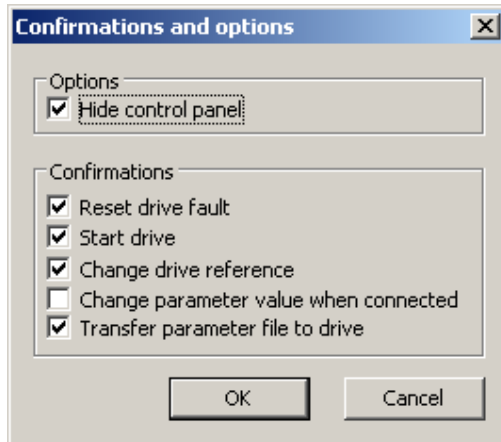 Confirmations and options
Options
Hide control panel
Confirmations
Reset drive fault
Start drive
Change drive reference
Change parameter value when connected
Transfer parameter file to drive
OK Cancel